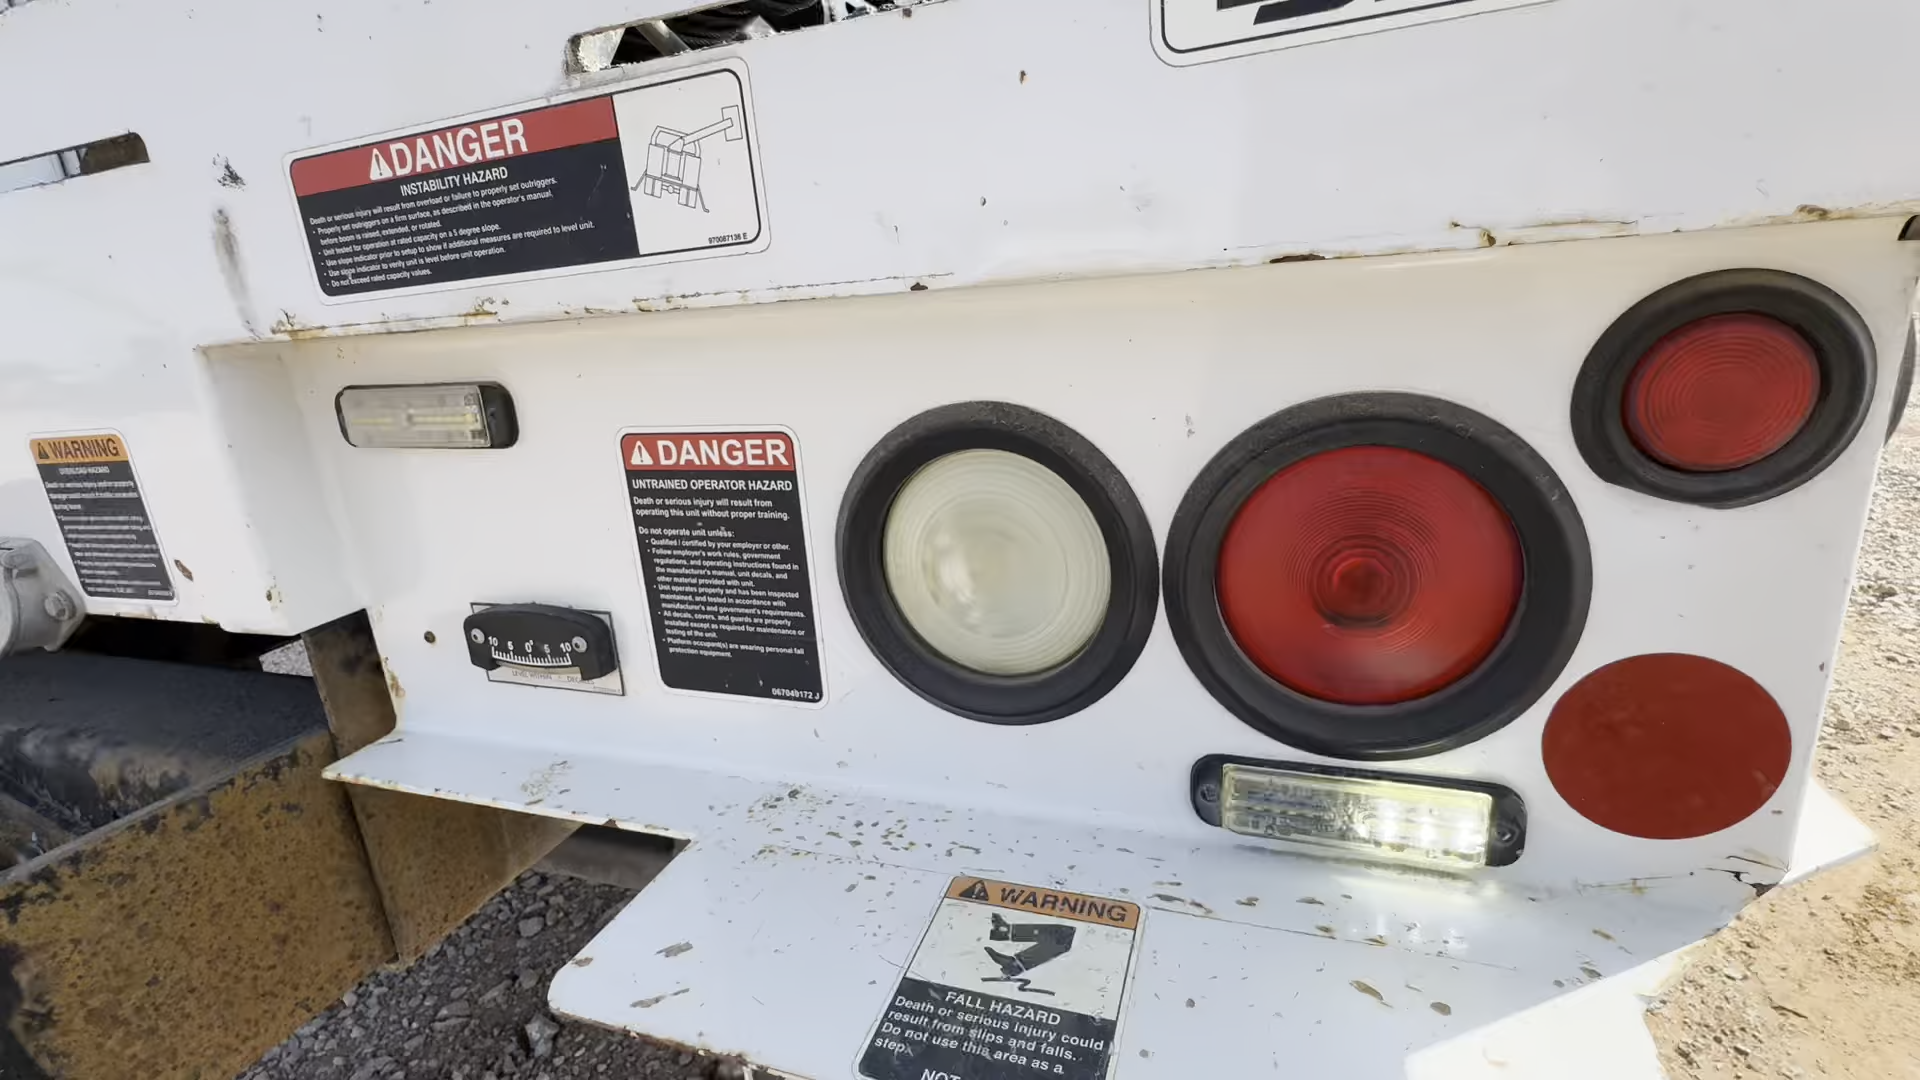 DANGER
INSTABILITY HAZARD
Death or serious injury will result from overload or failure to properly set outriggers.
• Properly set outriggers on a firm surface, as described in the operator's manual,
before boom is raised, extended, or rotated.
• Unit tested for operation at rated capacity on a 5 degree slope.
• Use slope indicator prior to setup to show if additional measures are required to level unit.
• Use slope indicator to verify unit is level before unit operation.
• Do not exceed rated capacity values.
970087136 E
WARNING
OVERLOAD HAZARD
DANGER
UNTRAINED OPERATOR HAZARD
Death or serious injury will result from
operating this unit without proper training.
Do not operate unit unless:
• Qualified / certified by your employer or other.
• Follow employer's work rules, government
regulations, and operating instructions found in
the manufacturer's manual, unit decals, and
other material provided with unit.
• Unit operates properly and has been inspected
maintained, and tested in accordance with
manufacturer's and government's requirements.
• All decals, covers, and guards are properly
installed except as required for maintenance or
testing of the unit.
• Platform occupant(s) are wearing personal fall
protection equipment.
067049172 J
10 5 0° 5 10
LEVEL WITHIN
WARNING
FALL HAZARD
Death or serious injury could
result from slips and falls.
Do not use this area as a
step.